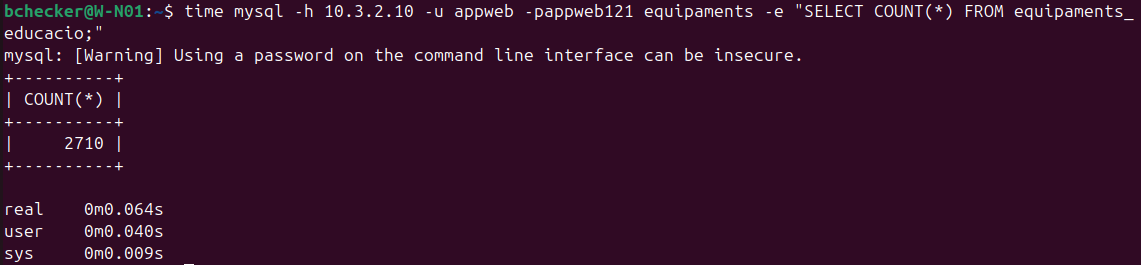 bchecker@W-N01:~$ time mysql -h 10.3.2.10 -u appweb -pappweb121 equipaments -e "SELECT COUNT(*) FROM equipaments_
educacio;"
mysql: [Warning] Using a password on the command line interface can be insecure.
+----------+
| COUNT(*) |
+----------+
|     2710 |
+----------+
real    0m0.064s
user    0m0.040s
sys     0m0.009s